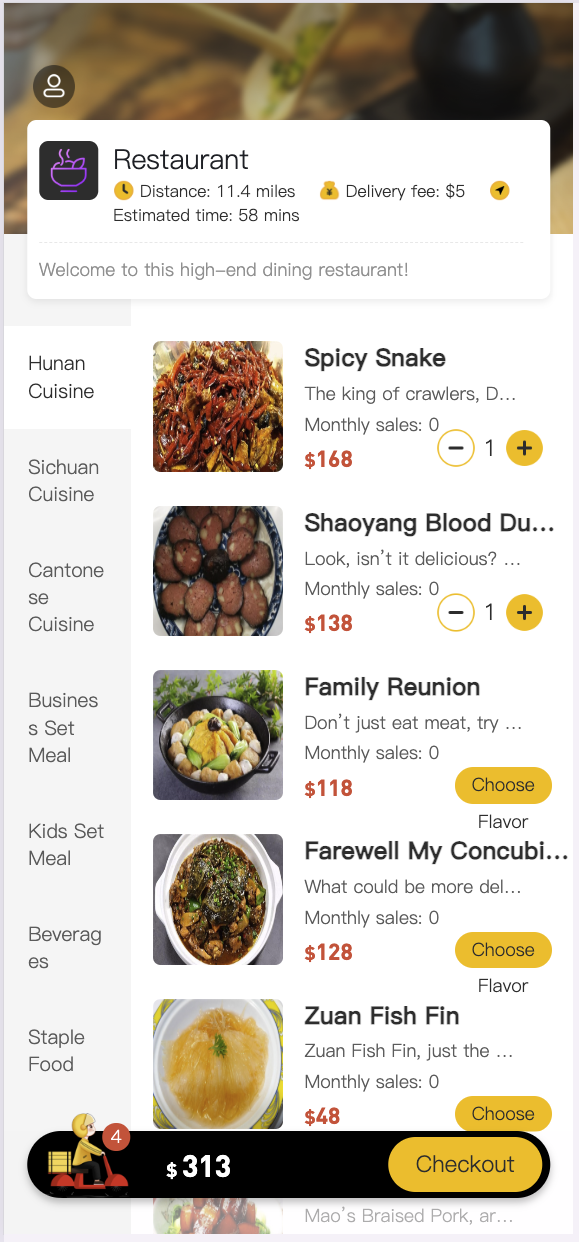 Restaurant
Distance: 11.4 miles Delivery fee: $5
Estimated time: 58 mins
Welcome to this high-end dining restaurant!
Hunan
Cuisine
Sichuan
Cuisine
Cantone
se
Cuisine
Busines
s Set
Meal
Kids Set
Meal
Beverag
es
Staple
Food
Spicy Snake
The king of crawlers, D...
Monthly sales: 0
$168
1
Shaoyang Blood Du...
Look, isn't it delicious? ...
Monthly sales: 0
$138
1
Family Reunion
Don't just eat meat, try ...
Monthly sales: 0
$118
Choose
Flavor
Farewell My Concubi...
What could be more del...
Monthly sales: 0
$128
Choose
Flavor
Zuan Fish Fin
Zuan Fish Fin, just the ...
Monthly sales: 0
$48
Choose
4
$313
Checkout
Mao's Braised Pork, ar...